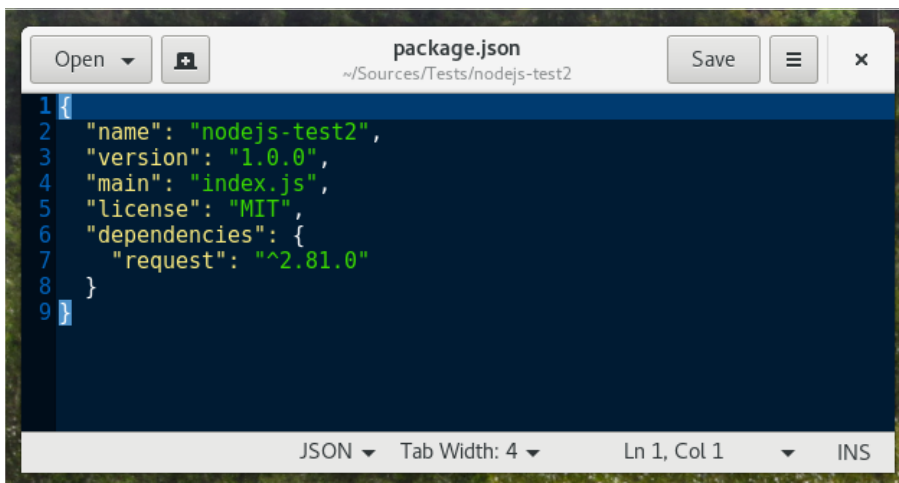 Open
package.json
~/Sources/Tests/nodejs-test2
Save
1 {
2   "name": "nodejs-test2",
3   "version": "1.0.0",
4   "main": "index.js",
5   "license": "MIT",
6   "dependencies": {
7     "request": "^2.81.0"
8   }
9 }
JSON Tab Width: 4 Ln 1, Col 1 INS